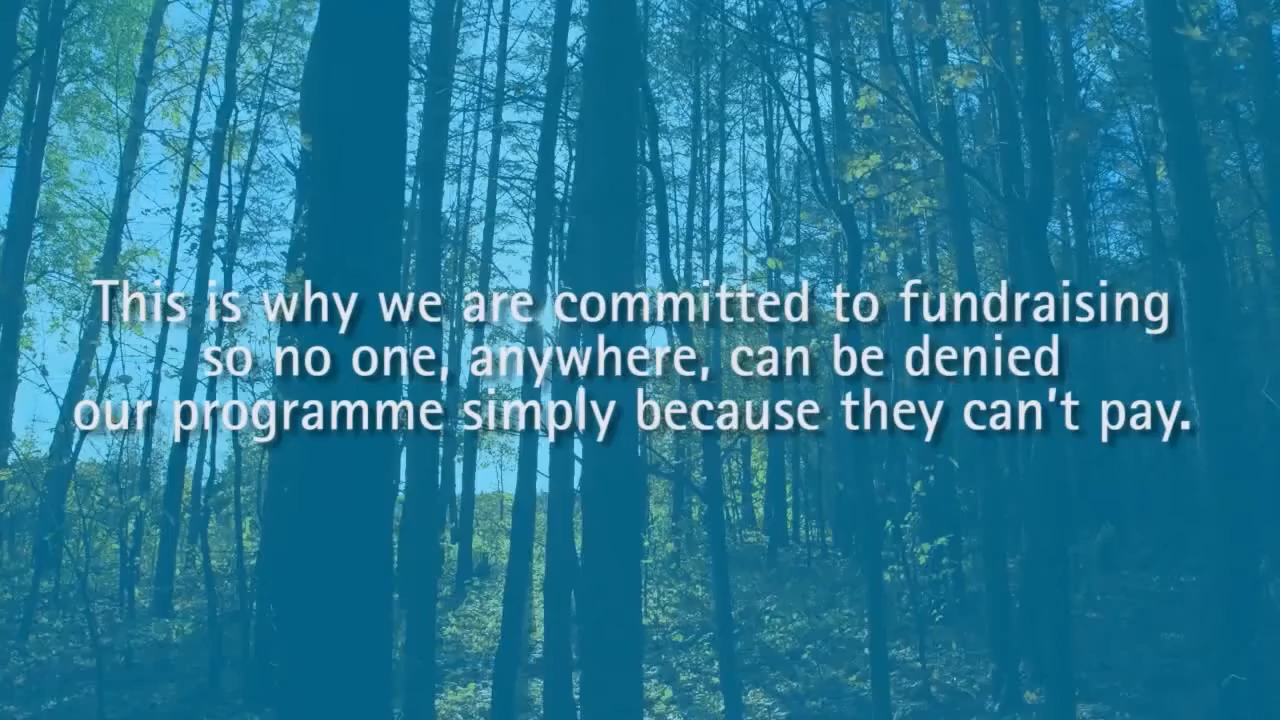 This is why we are committed to fundraising
so no one, anywhere, can be denied
our programme simply because they can't pay.